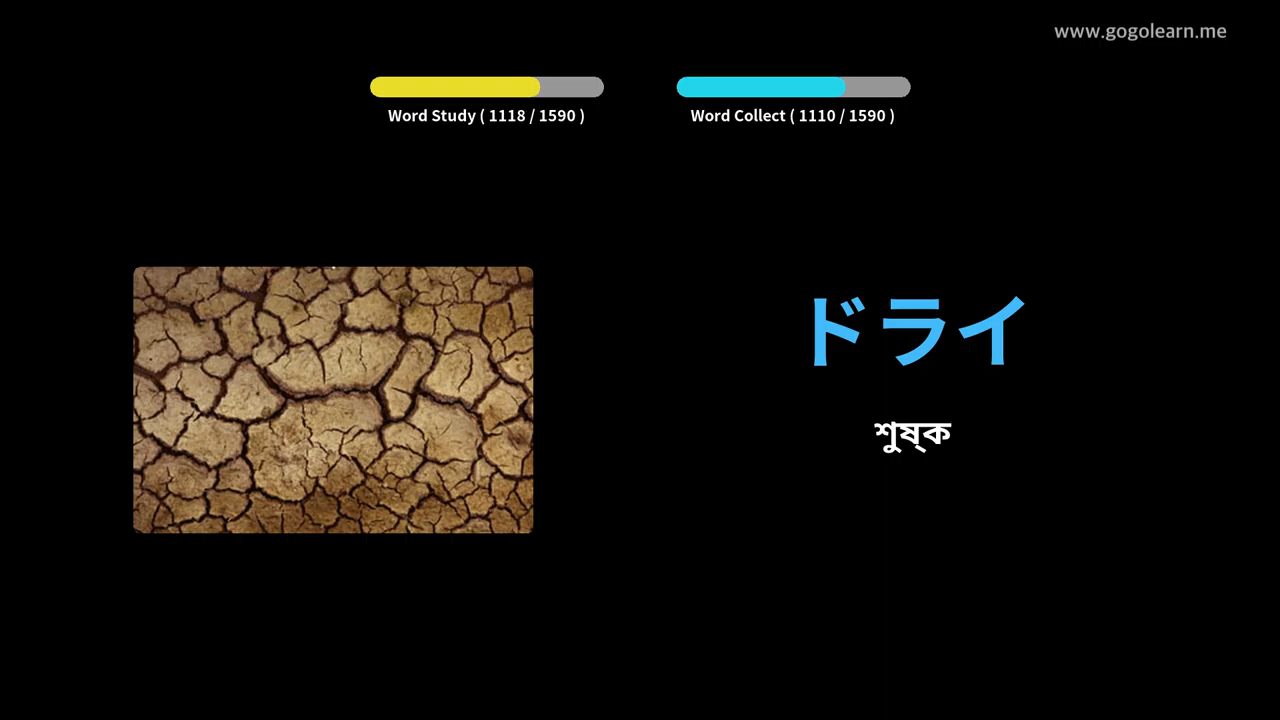 www.gogolearn.me
Word Study ( 1118 / 1590 )
Word Collect ( 1110 / 1590 )
ドライ
শুষ্ক